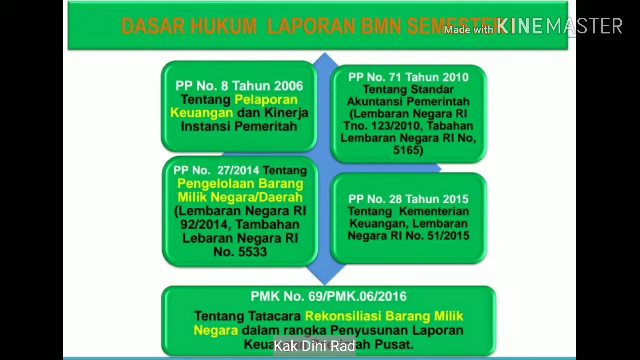 DASAR HUKUM LAPORAN BMN SEMESTER
Made with KINEMASTER
PP No. 8 Tahun 2006
Tentang Pelaporan
Keuangan dan Kinerja
Instansi Pemeritah
PP No. 71 Tahun 2010
Tentang Standar
Akuntansi Pemerintah
(Lembaran Negara RI
Tno. 123/2010, Tabahan
Lembaran Negara RI No,
5165)
PP No. 27/2014 Tentang
Pengelolaan Barang
Milik Negara/Daerah
(Lembaran Negara RI
92/2014, Tambahan
Lebaran Negara RI
No. 5533
PP No. 28 Tahun 2015
Tentang Kementerian
Keuangan, Lembaran
Negara RI No. 51/2015
PMK No. 69/PMK.06/2016
Tentang Tatacara Rekonsiliasi Barang Milik
Negara dalam rangka Penyusunan Laporan
Pusat.
Kak Dini Rad